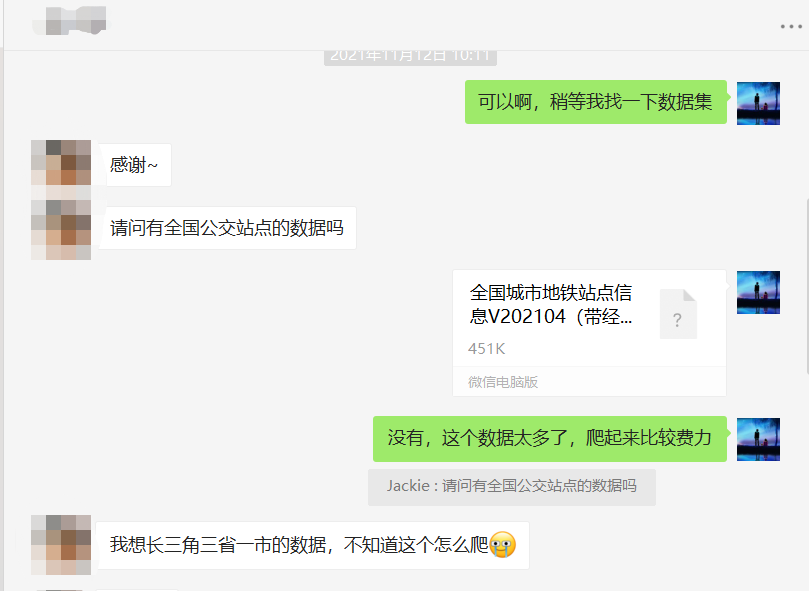 2021年11月12日 10:11
可以啊，稍等我找一下数据集
感谢~
请问有全国公交站点的数据吗
全国城市地铁站点信
息V202104（带经...
?
451K
微信电脑版
没有，这个数据太多了，爬起来比较费力
Jackie : 请问有全国公交站点的数据吗
我想长三角三省一市的数据，不知道这个怎么爬